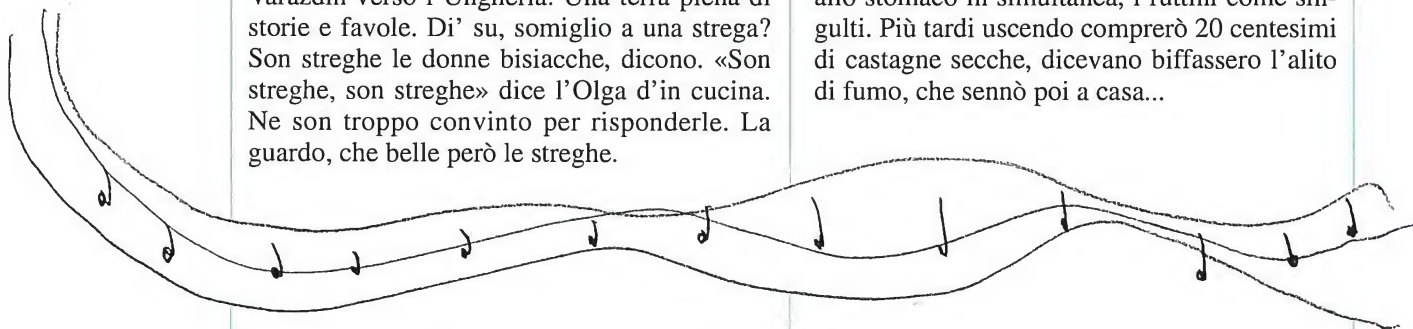 storie e favole. Di’ su, somiglio a una strega?
Son streghe le donne bisiacche, dicono. «Son
streghe, son streghe» dice l’Olga d’in cucina.
Ne son troppo convinto per risponderle. La
guardo, che belle però le streghe.
gulti. Più tardi uscendo comprerò 20 centesimi
di castagne secche, dicevano biffassero l’alito
di fumo, che sennò poi a casa...